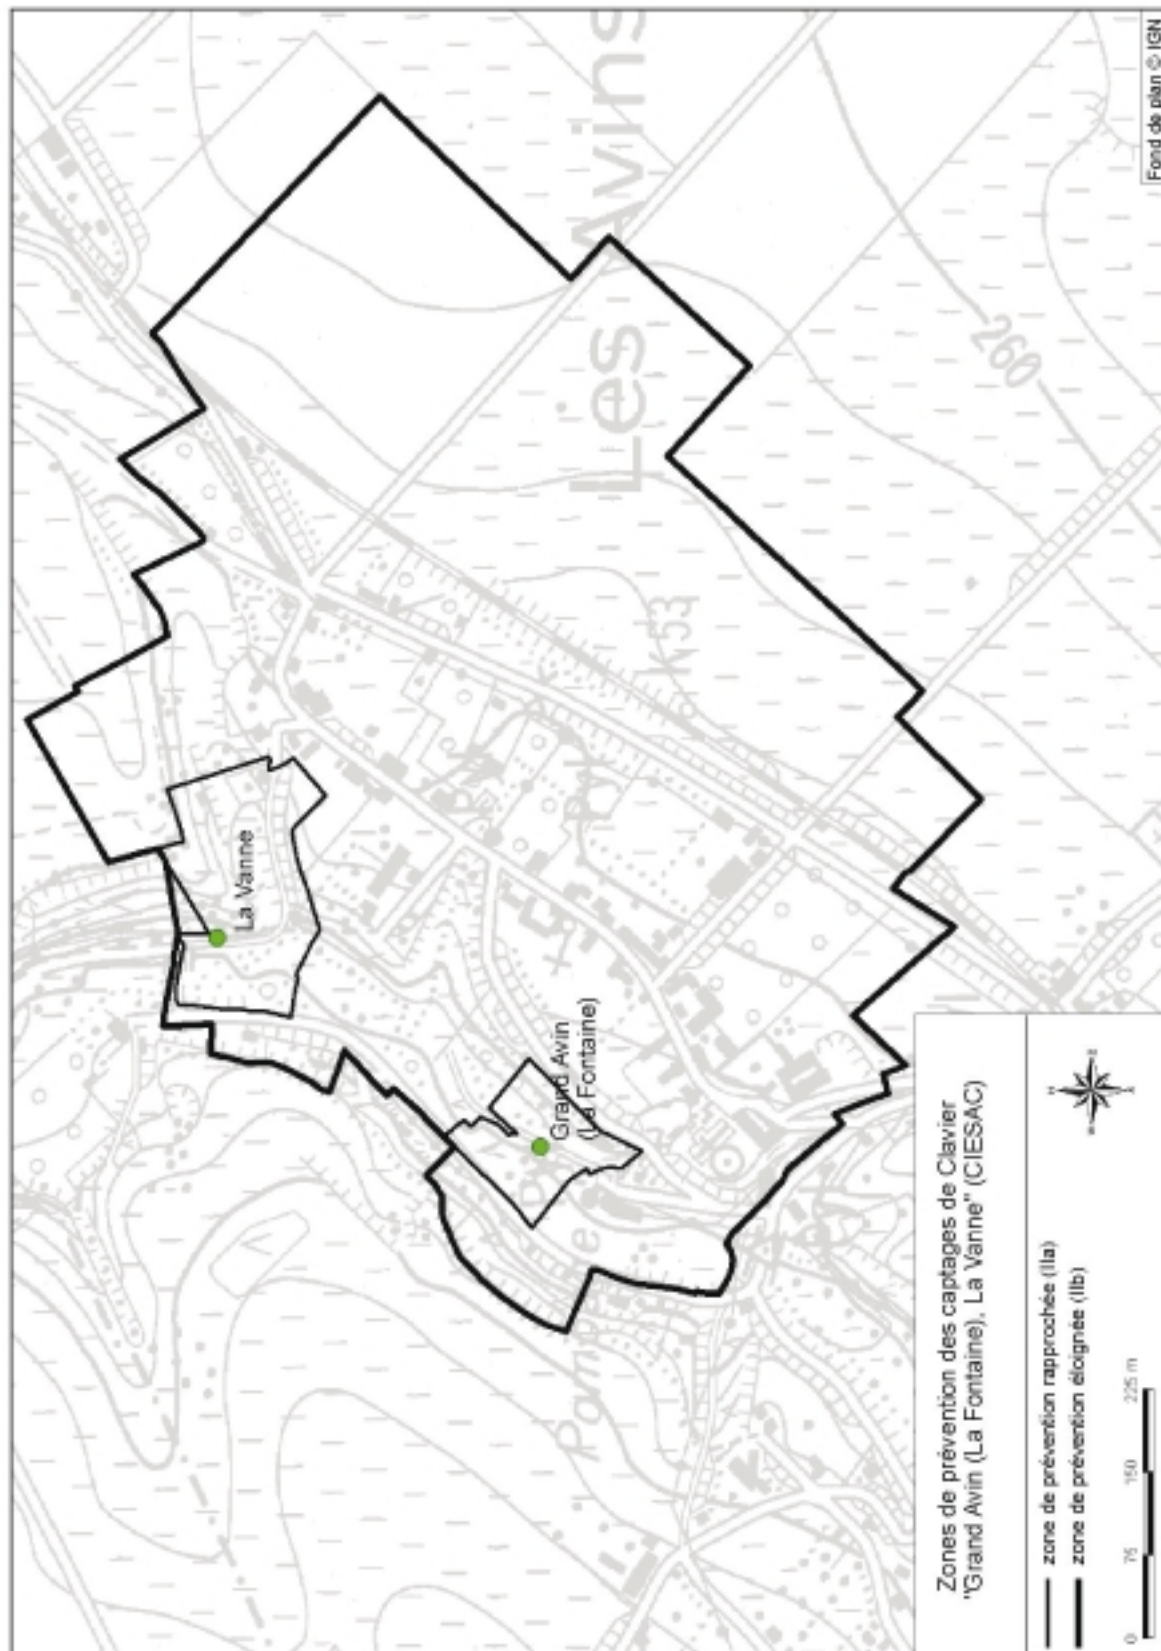 Les Avins
260
k53
La Vanne
Grand Avin
(La Fontaine)
Zones de prévention des captages de Clavier
"Grand Avin (La Fontaine), La Vanne" (CIESAC)
zone de prévention rapprochée (IIa)
zone de prévention éloignée (IIb)
0 75 150 225 m
Fond de plan © IGN